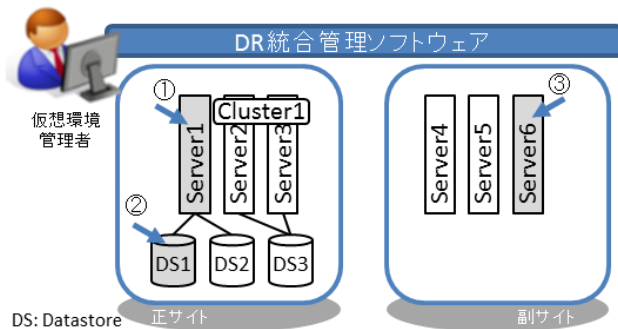 DR統合管理ソフトウェア
仮想環境
管理者
①
Cluster1
Server1
Server2
Server3
②
DS1
DS2
DS3
③
Server4
Server5
Server6
DS: Datastore
正サイト
副サイト